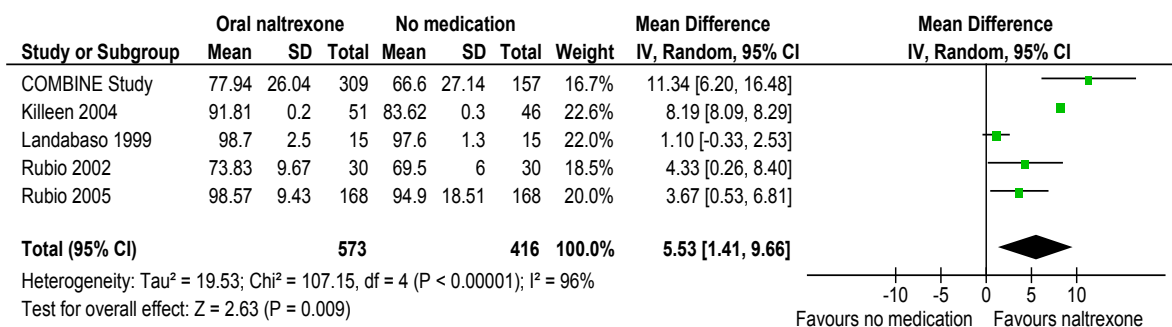 Oral naltrexone No medication Mean Difference Mean Difference
Study or Subgroup Mean SD Total Mean SD Total Weight IV, Random, 95% CI IV, Random, 95% CI
COMBINE Study 77.94 26.04 309 66.6 27.14 157 16.7% 11.34 [6.20, 16.48]
Killeen 2004 91.81 0.2 51 83.62 0.3 46 22.6% 8.19 [8.09, 8.29]
Landabaso 1999 98.7 2.5 15 97.6 1.3 15 22.0% 1.10 [-0.33, 2.53]
Rubio 2002 73.83 9.67 30 69.5 6 30 18.5% 4.33 [0.26, 8.40]
Rubio 2005 98.57 9.43 168 94.9 18.51 168 20.0% 3.67 [0.53, 6.81]
Total (95% CI) 573 416 100.0% 5.53 [1.41, 9.66]
Heterogeneity: Tau² = 19.53; Chi² = 107.15, df = 4 (P < 0.00001); I² = 96%
Test for overall effect: Z = 2.63 (P = 0.009)
-10 -5 0 5 10
Favours no medication Favours naltrexone